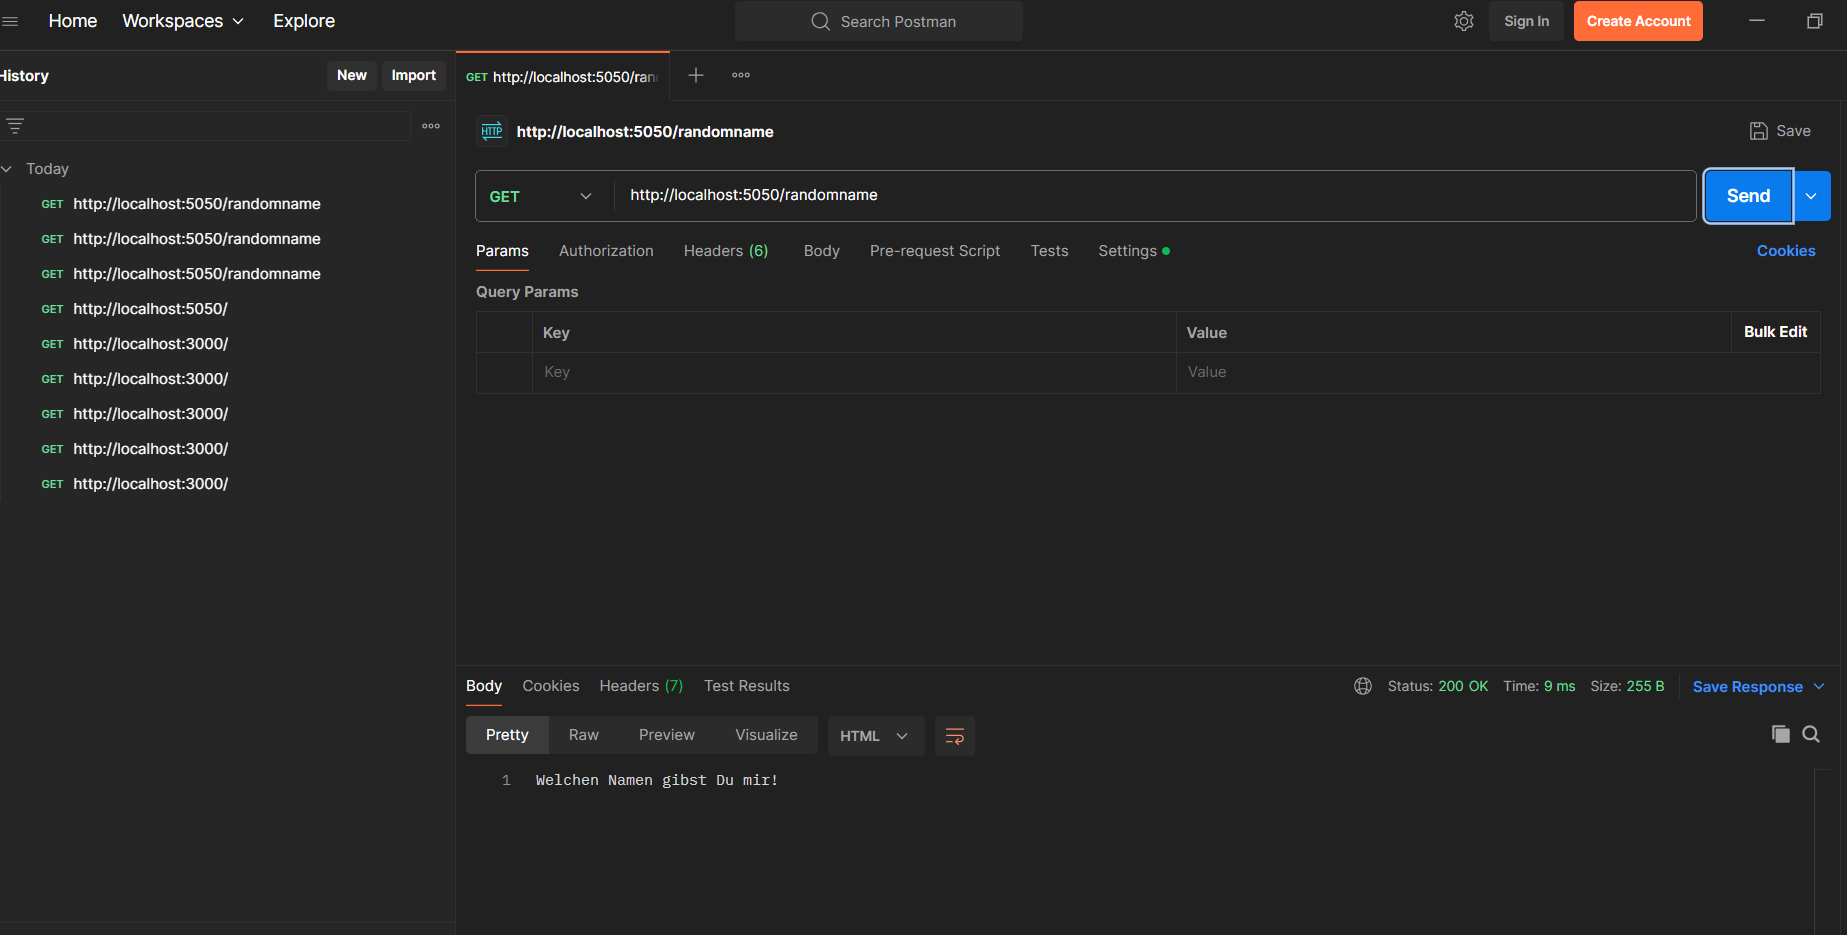 Home Workspaces Explore Search Postman Sign In Create Account
History New Import
GET http://localhost:5050/ran
http://localhost:5050/randomname Save
Today
GET http://localhost:5050/randomname
GET http://localhost:5050/randomname
GET http://localhost:5050/randomname
GET http://localhost:5050/
GET http://localhost:3000/
GET http://localhost:3000/
GET http://localhost:3000/
GET http://localhost:3000/
GET http://localhost:3000/
HTTP
GET http://localhost:5050/randomname Send
Params Authorization Headers (6) Body Pre-request Script Tests Settings Cookies
Query Params
Key Value Bulk Edit
Key Value
Body Cookies Headers (7) Test Results Status: 200 OK Time: 9 ms Size: 255 B Save Response
Pretty Raw Preview Visualize HTML
1 Welchen Namen gibst Du mir!